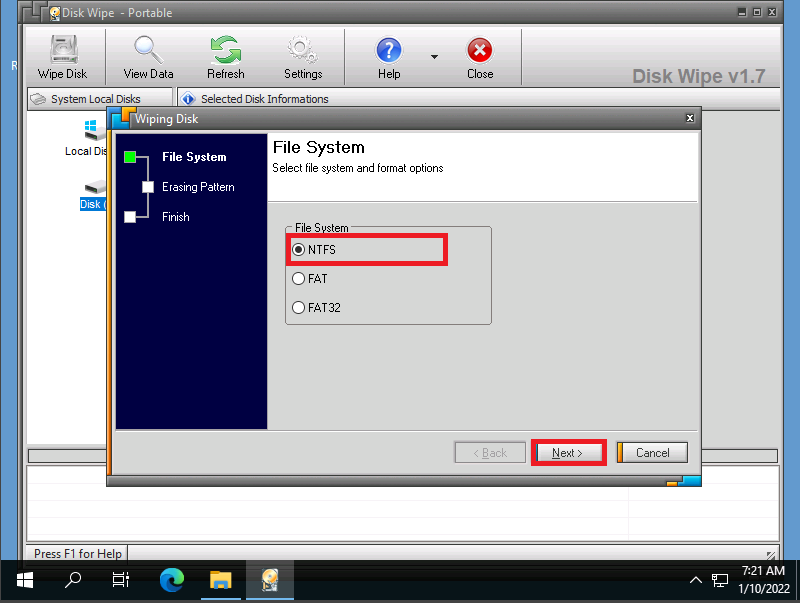 Disk Wipe - Portable
R
Wipe Disk
View Data
Refresh
Settings
Help
Close
Disk Wipe v1.7
System Local Disks
Selected Disk Informations
Wiping Disk
Local Dis
Disk (
File System
Erasing Pattern
Finish
File System
Select file system and format options
File System
NTFS
FAT
FAT32
< Back
Next >
Cancel
Press F1 for Help
7:21 AM
1/10/2022